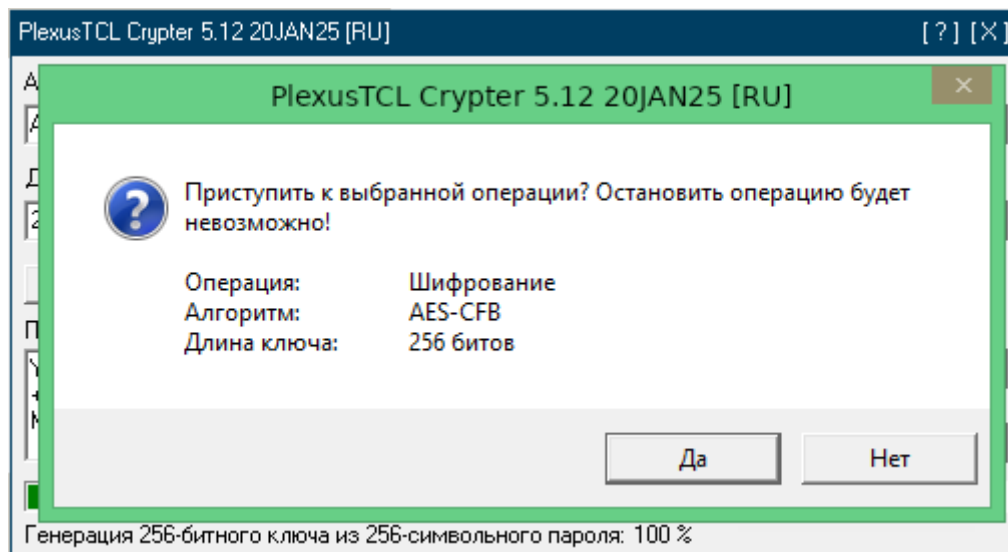 PlexusTCL Crypter 5.12 20JAN25 [RU] [ ? ] [X]
PlexusTCL Crypter 5.12 20JAN25 [RU]
Приступить к выбранной операции? Остановить операцию будет
невозможно!
Операция: Шифрование
Алгоритм: AES-CFB
Длина ключа: 256 битов
Да Нет
Генерация 256-битного ключа из 256-символьного пароля: 100 %